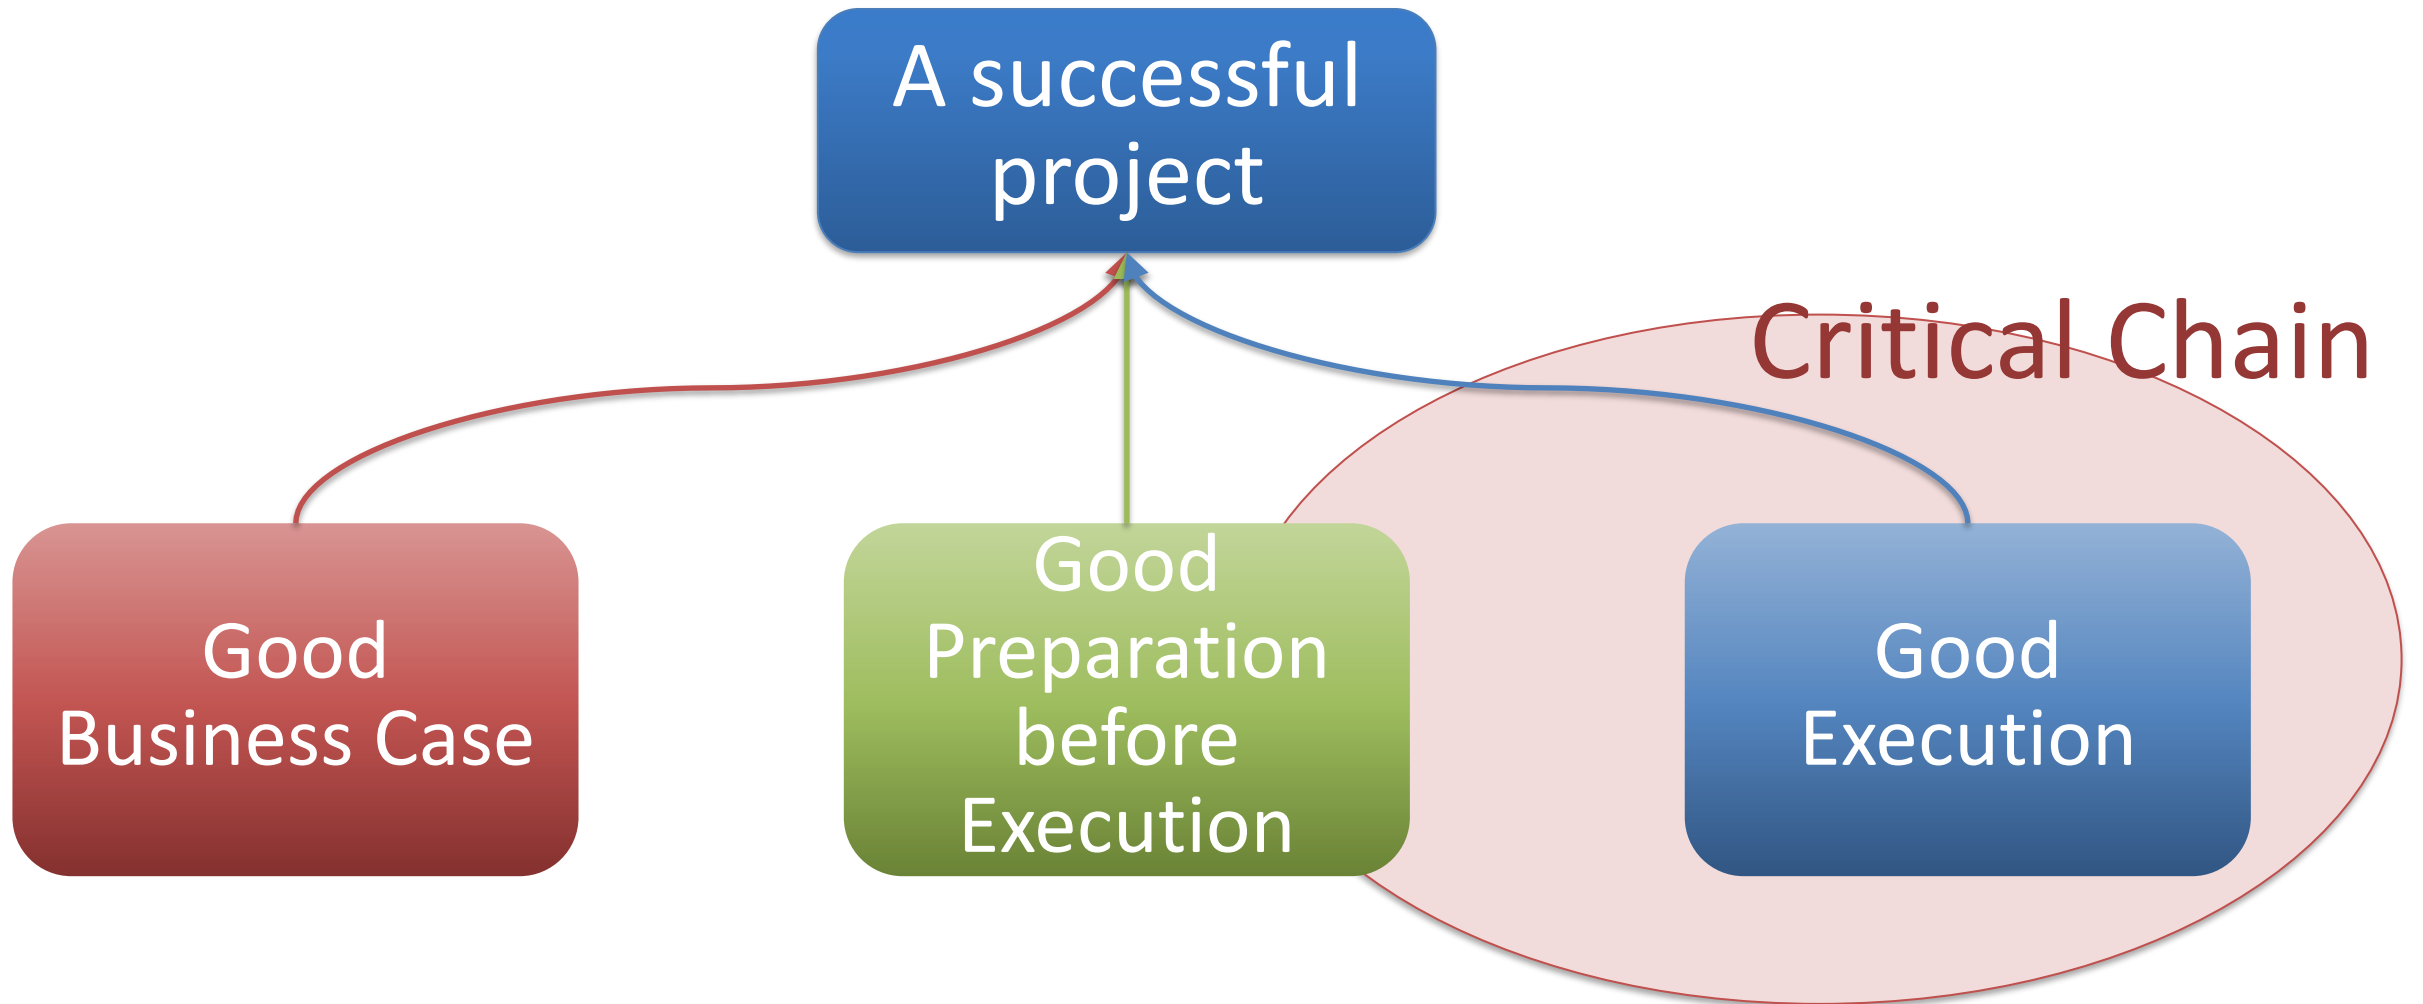 A successful
project
Critical Chain
Good
Business Case
Good
Preparation
before
Execution
Good
Execution